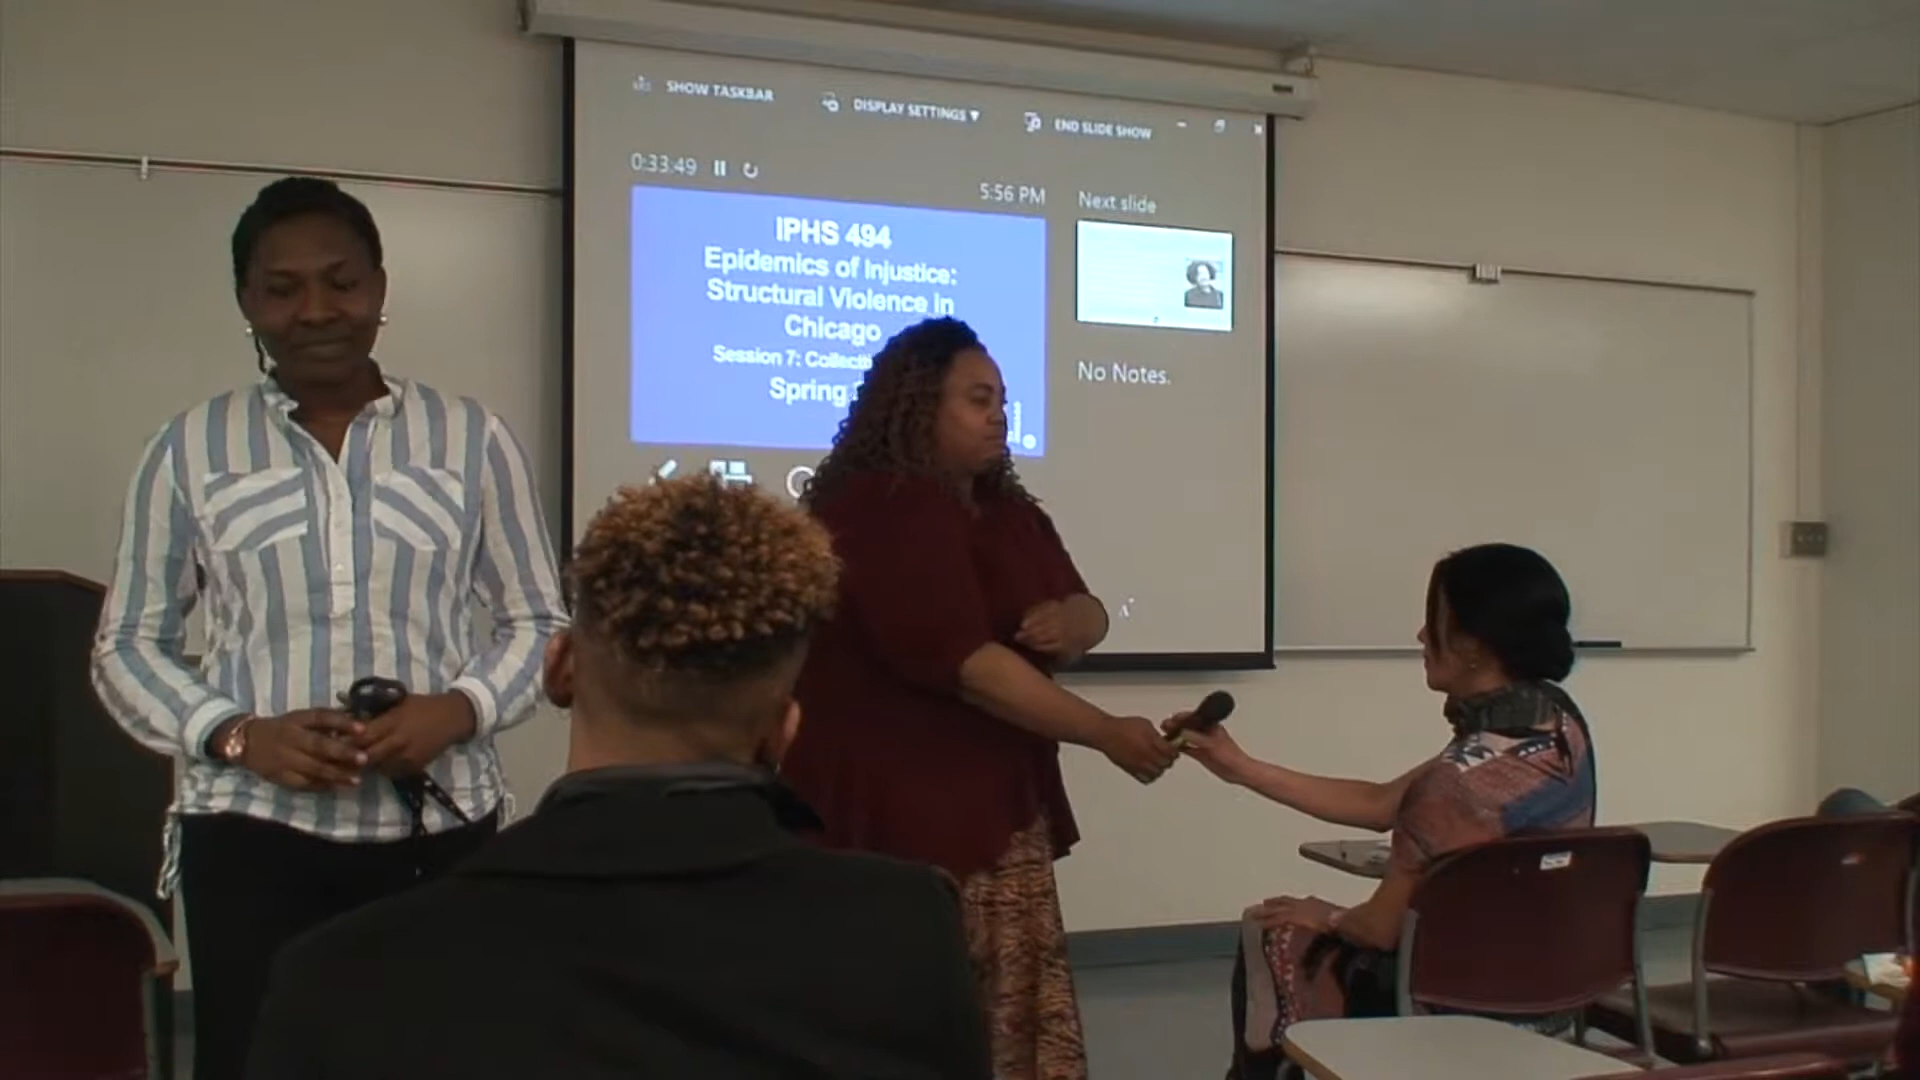 SHOW TASKBAR
DISPLAY SETTINGS ▼
END SLIDE SHOW
0:33:49
5:56 PM
Next slide
IPHS 494
Epidemics of Injustice:
Structural Violence in
Chicago
Session 7:
Spring
No Notes.